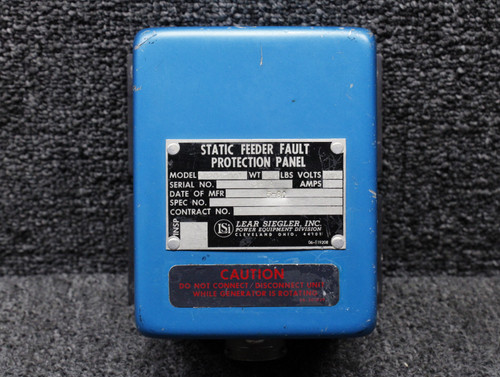 STATIC FEEDER FAULT
PROTECTION PANEL
MODEL WT LBS VOLTS
SERIAL NO. AMPS
DATE OF MFR
SPEC NO.
CONTRACT NO.
INSP
LSI LEAR SIEGLER, INC.
POWER EQUIPMENT DIVISION
CLEVELAND OHIO, 44101
CAUTION
DO NOT CONNECT/DISCONNECT UNIT
WHILE GENERATOR IS ROTATING.